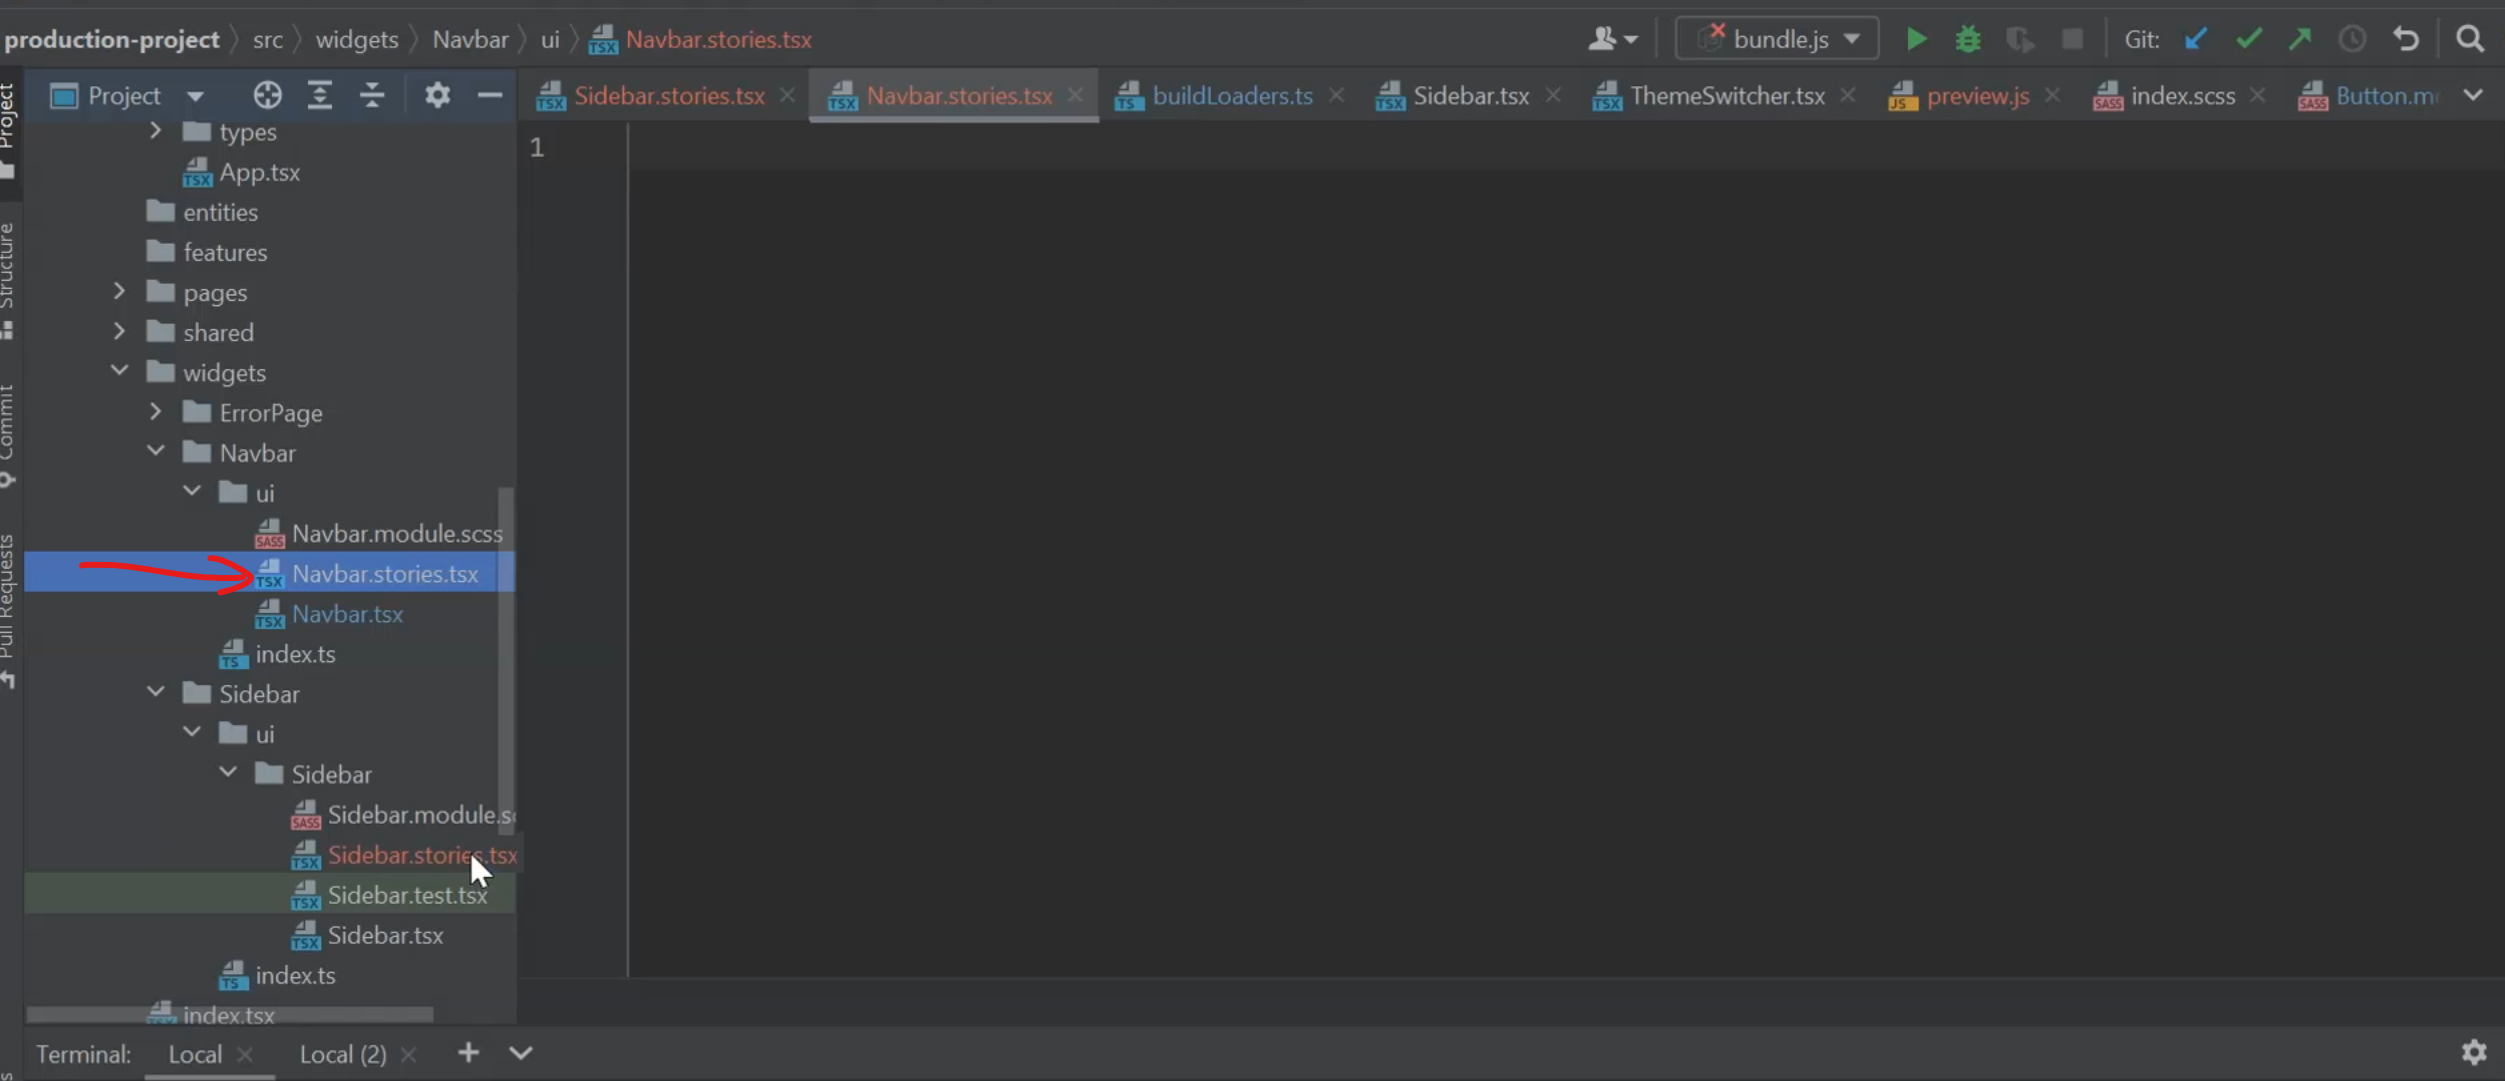 production-project src widgets Navbar ui Navbar.stories.tsx bundle.js Git:
Project Sidebar.stories.tsx Navbar.stories.tsx buildLoaders.ts Sidebar.tsx ThemeSwitcher.tsx preview.js index.scss Button.m
Project
Structure
Commit
Pull Requests
1
types
App.tsx
entities
features
pages
shared
widgets
ErrorPage
Navbar
ui
Navbar.module.scss
Navbar.stories.tsx
Navbar.tsx
index.ts
Sidebar
ui
Sidebar
Sidebar.module.sc
Sidebar.stories.tsx
Sidebar.test.tsx
Sidebar.tsx
index.ts
index.tsx
Terminal: Local Local (2)